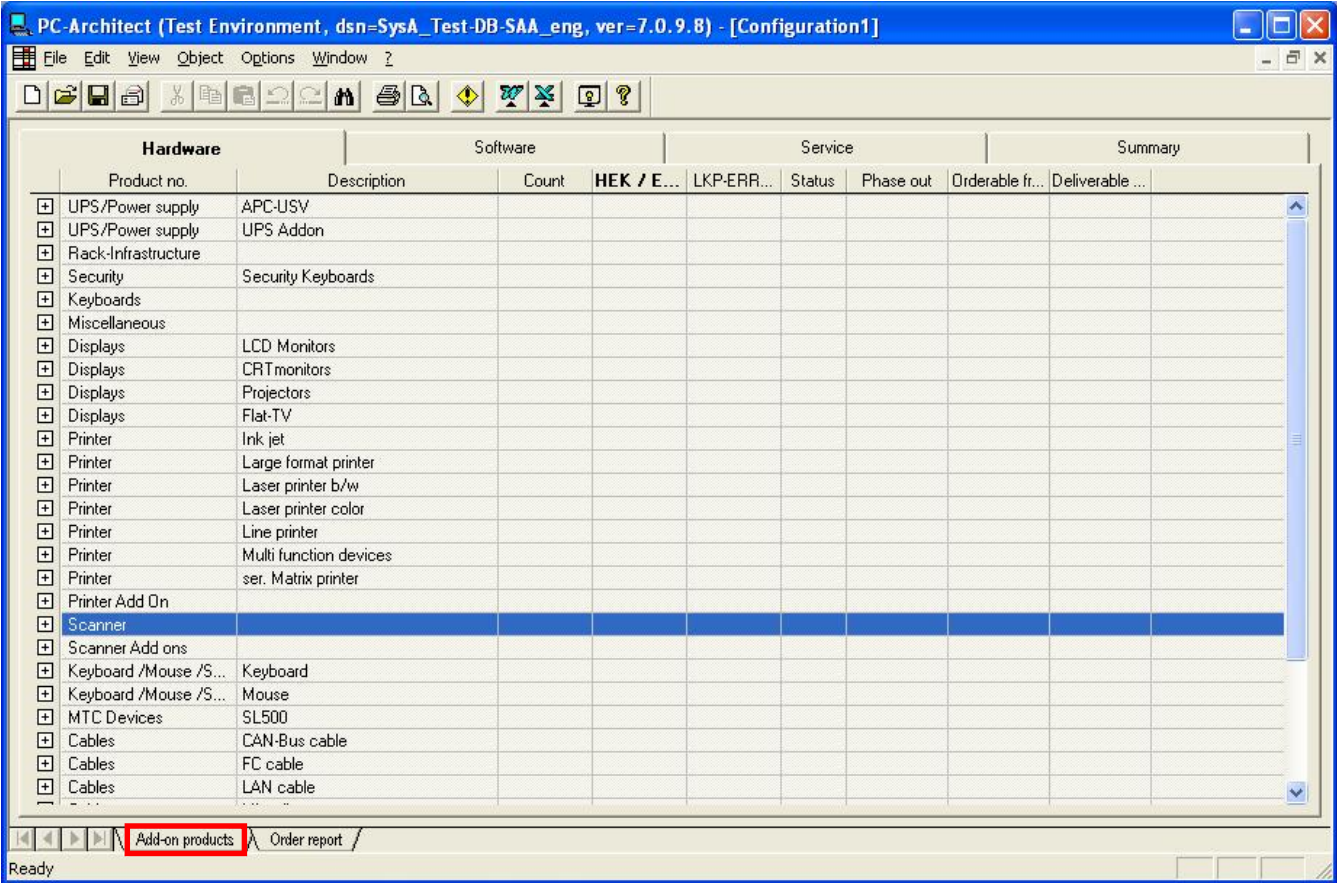 PC-Architect (Test Environment, dsn=SysA_Test-DB-SAA_eng, ver=7.0.9.8) - [Configuration1]
File Edit View Object Options Window ?
Hardware Software Service Summary
Product no. Description Count HEK / E... LKP-ERR... Status Phase out Orderable fr... Deliverable ...
UPS/Power supply APC-USV
UPS/Power supply UPS Addon
Rack-Infrastructure
Security Security Keyboards
Keyboards
Miscellaneous
Displays LCD Monitors
Displays CRTmonitors
Displays Projectors
Displays Flat-TV
Printer Ink jet
Printer Large format printer
Printer Laser printer b/w
Printer Laser printer color
Printer Line printer
Printer Multi function devices
Printer ser. Matrix printer
Printer Add On
Scanner
Scanner Add ons
Keyboard /Mouse /S... Keyboard
Keyboard /Mouse /S... Mouse
MTC Devices SL500
Cables CAN-Bus cable
Cables FC cable
Cables LAN cable
Add-on products Order report
Ready